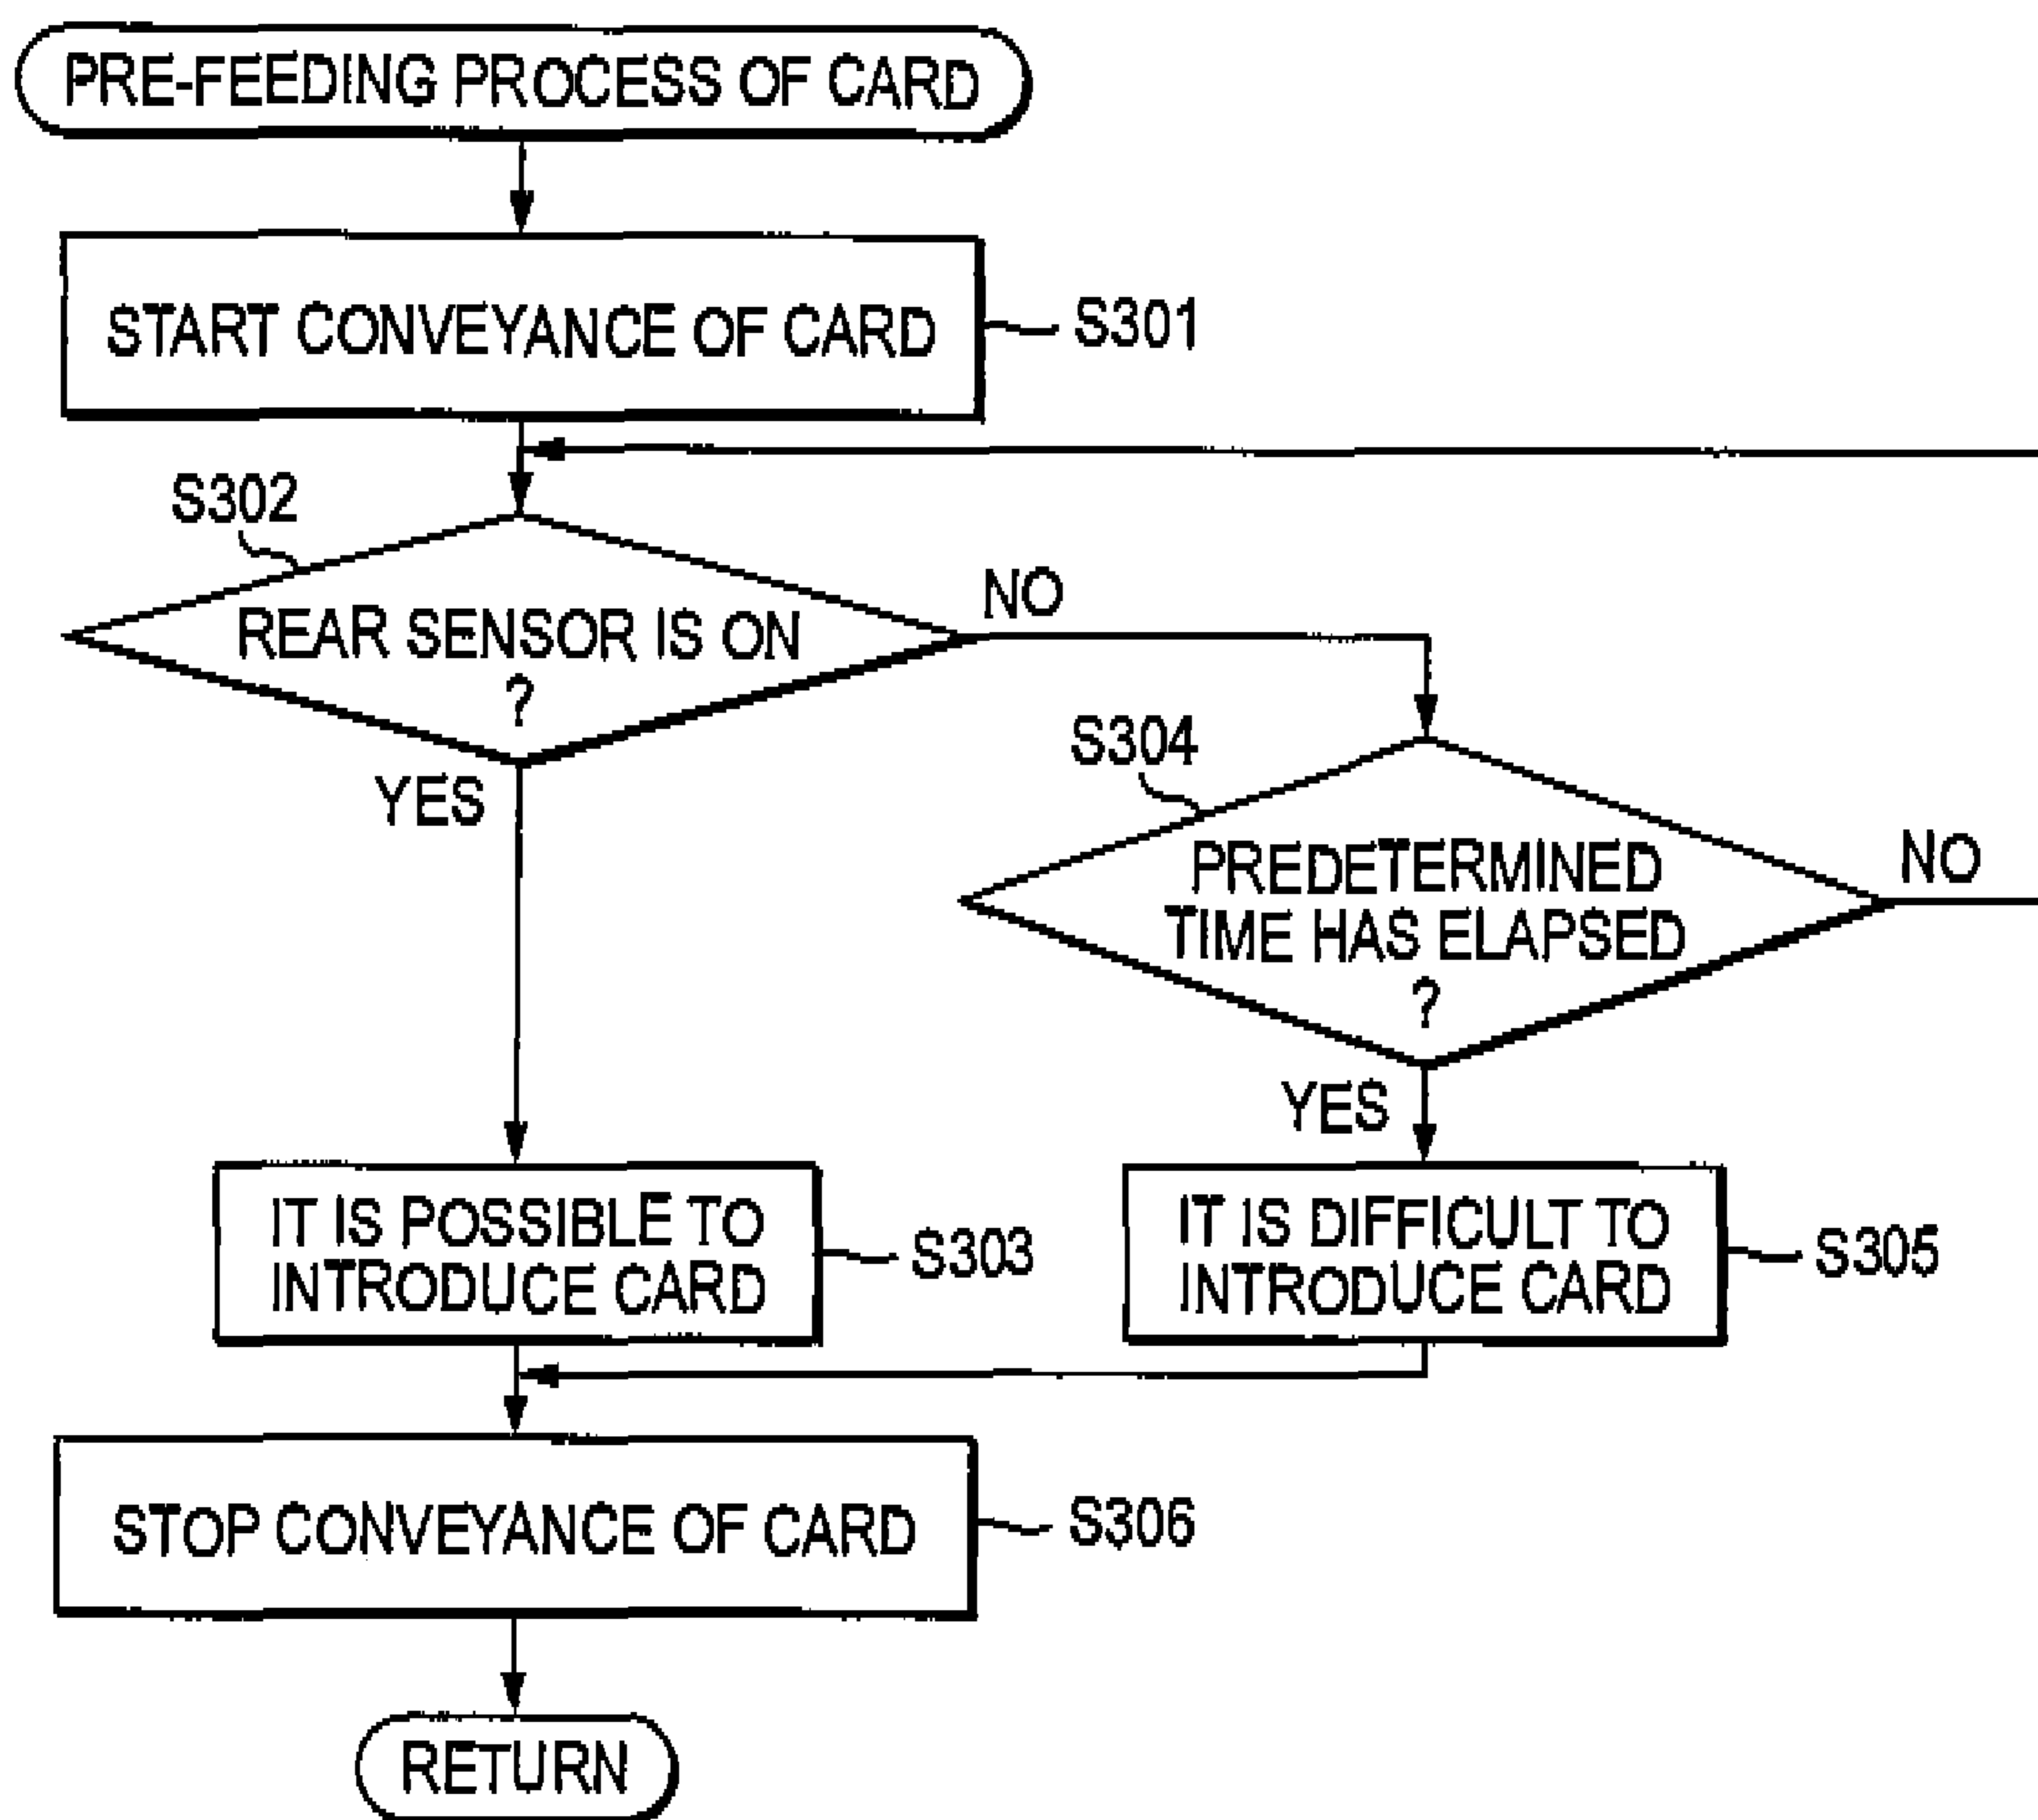 PRE-FEEDING PROCESS OF CARD
START CONVEYANCE OF CARD
S301
S302
REAR SENSOR IS ON
?
NO
YES
S304
PREDETERMINED
TIME HAS ELAPSED
?
NO
YES
IT IS POSSIBLE TO
INTRODUCE CARD
S303
IT IS DIFFICULT TO
INTRODUCE CARD
S305
STOP CONVEYANCE OF CARD
S306
RETURN